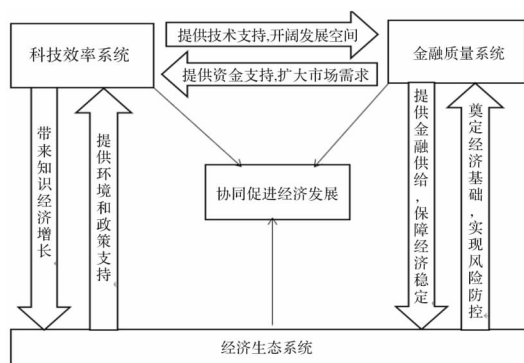 提供技术支持,开阔发展空间
科技效率系统
金融质量系统
提供资金支持,扩大市场需求
带来知识经济增长
提供环境和政策支持
提供金融供给,保障经济稳定
奠定经济基础,实现风险防控
协同促进经济发展
经济生态系统